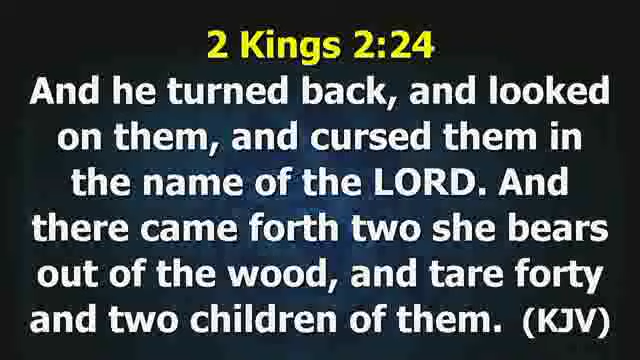 2 Kings 2:24
And he turned back, and looked
on them, and cursed them in
the name of the LORD. And
there came forth two she bears
out of the wood, and tare forty
and two children of them. (KJV)